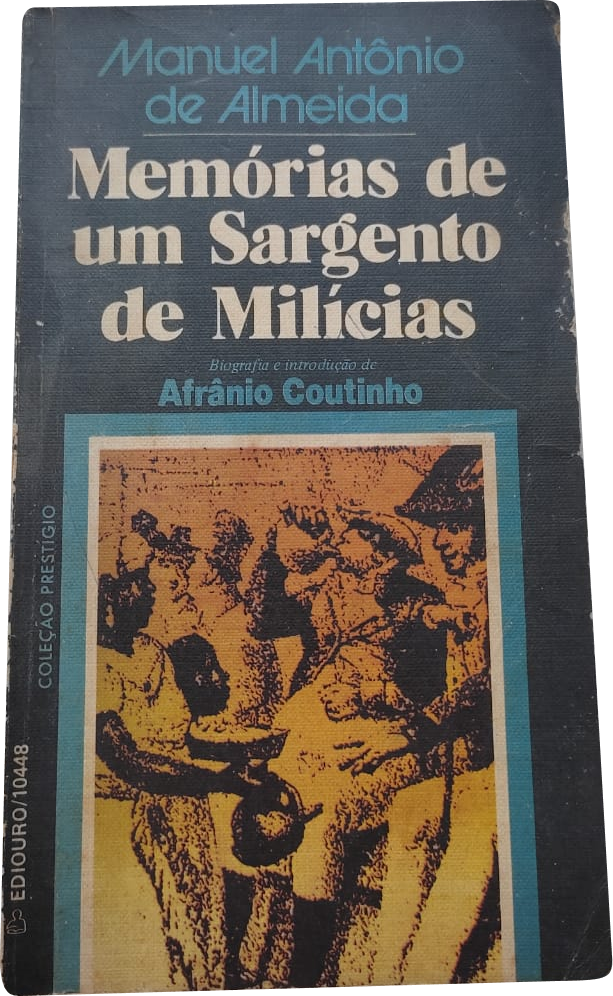 Manuel Antônio
de Almeida
Memórias de
um Sargento
de Milícias
Biografia e introdução de
Afrânio Coutinho
COLEÇÃO PRESTÍGIO
EDIOURO/10448